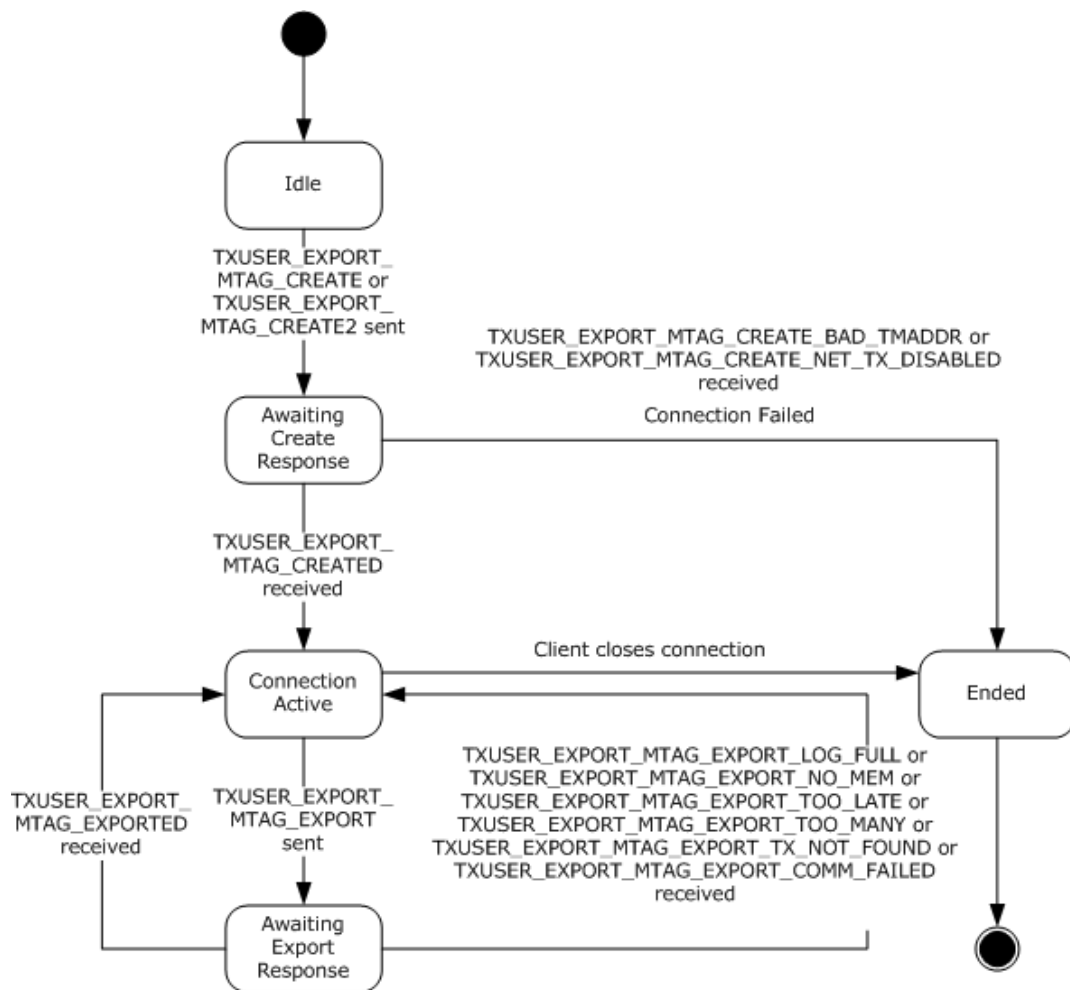 Idle
TXUSER_EXPORT_
MTAG_CREATE or
TXUSER_EXPORT_
MTAG_CREATE2 sent
TXUSER_EXPORT_MTAG_CREATE_BAD_TMADDR or
TXUSER_EXPORT_MTAG_CREATE_NET_TX_DISABLED
received
Connection Failed
Awaiting
Create
Response
TXUSER_EXPORT_
MTAG_CREATED
received
Client closes connection
Connection
Active
Ended
TXUSER_EXPORT_
MTAG_EXPORTED
received
TXUSER_EXPORT_
MTAG_EXPORT
sent
TXUSER_EXPORT_MTAG_EXPORT_LOG_FULL or
TXUSER_EXPORT_MTAG_EXPORT_NO_MEM or
TXUSER_EXPORT_MTAG_EXPORT_TOO_LATE or
TXUSER_EXPORT_MTAG_EXPORT_TOO_MANY or
TXUSER_EXPORT_MTAG_EXPORT_TX_NOT_FOUND or
TXUSER_EXPORT_MTAG_EXPORT_COMM_FAILED
received
Awaiting
Export
Response